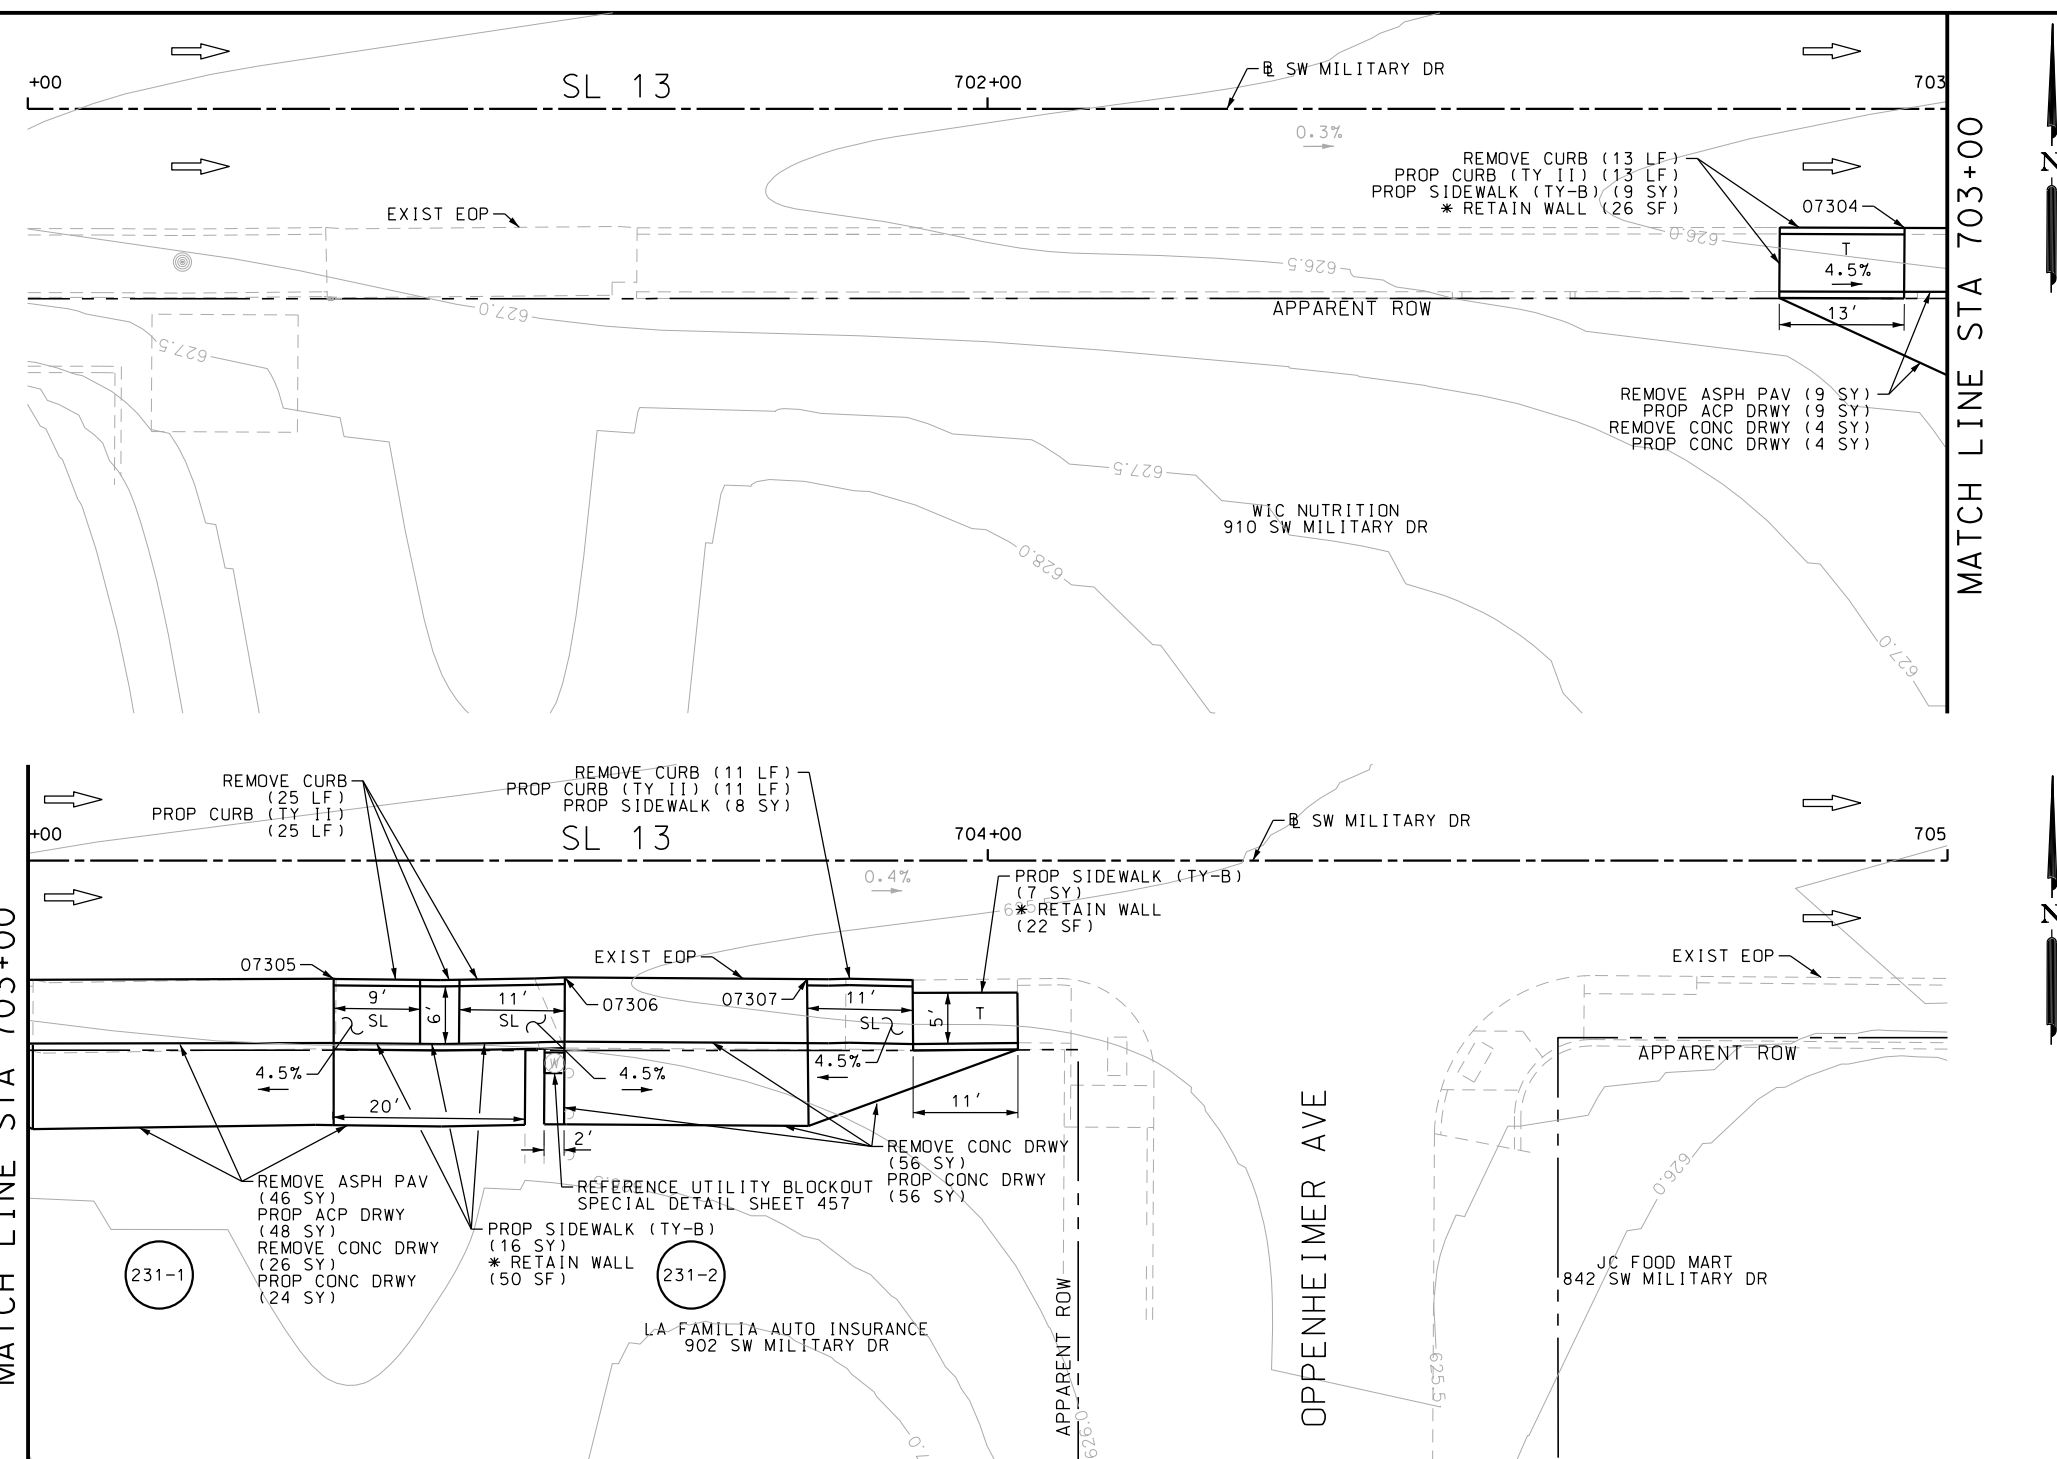 +00
SL 13
702+00
℄ SW MILITARY DR
703
0.3%
REMOVE CURB (13 LF)
PROP CURB (TY II) (13 LF)
PROP SIDEWALK (TY-B) (9 SY)
* RETAIN WALL (26 SF)
07304
EXIST EOP
626.0
T
4.5%
626.5
627.0
APPARENT ROW
13'
627.5
REMOVE ASPH PAV (9 SY)
PROP ACP DRWY (9 SY)
REMOVE CONC DRWY (4 SY)
PROP CONC DRWY (4 SY)
627.5
WIC NUTRITION
910 SW MILITARY DR
628.0
627.0
MATCH LINE STA 703+00
N
REMOVE CURB
(25 LF)
PROP CURB (TY II)
(25 LF)
REMOVE CURB (11 LF)
PROP CURB (TY II) (11 LF)
PROP SIDEWALK (8 SY)
+00
SL 13
704+00
SW MILITARY DR
705
0.4%
PROP SIDEWALK (TY-B)
(7 SY)
* RETAIN WALL
(22 SF)
N
MATCH LINE STA 703+00
07305
EXIST EOP
EXIST EOP
9'
SL
6'
11'
SL
07306
07307
11'
SL
5'
T
4.5%
4.5%
4.5%
APPARENT ROW
W
20'
2'
11'
REMOVE CONC DRWY
(56 SY)
PROP CONC DRWY
(56 SY)
REMOVE ASPH PAV
(46 SY)
PROP ACP DRWY
(48 SY)
REMOVE CONC DRWY
(26 SY)
PROP CONC DRWY
(24 SY)
REFERENCE UTILITY BLOCKOUT
SPECIAL DETAIL SHEET 457
PROP SIDEWALK (TY-B)
(16 SY)
* RETAIN WALL
(50 SF)
231-1
231-2
LA FAMILIA AUTO INSURANCE
902 SW MILITARY DR
APPARENT ROW
626.0
OPPENHEIMER AVE
625.5
626.0
JC FOOD MART
842 SW MILITARY DR